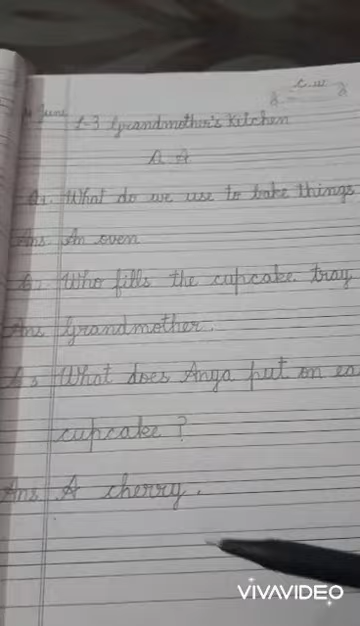 C.W
June
L-3 Grandmother's Kitchen
Q A
Q1. What do we use to bake things
Ans An oven
Q2. Who fills the cupcake tray
Ans Grandmother.
Q3 What does Anya put on ea
cupcake?
Ans A cherry.
VIVAVIDEO